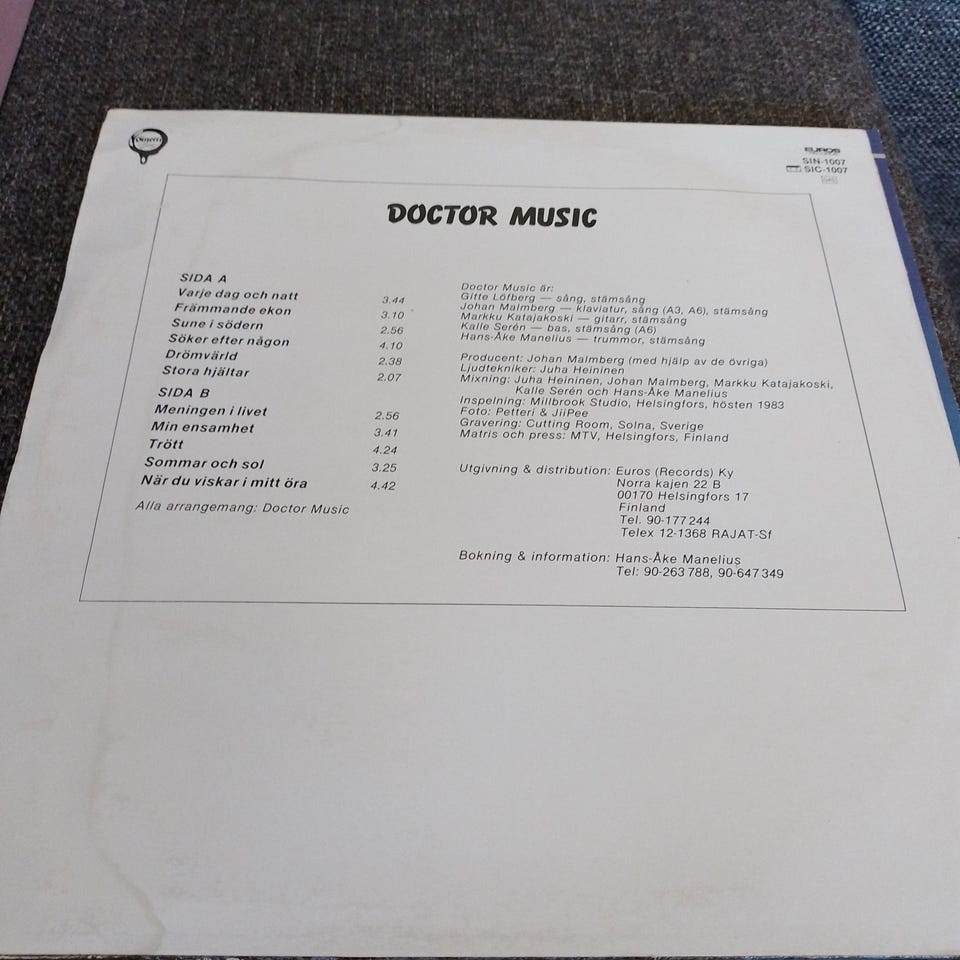 EUROS
SIN-1007
SIC-1007
DOCTOR MUSIC
SIDA A
Varje dag och natt 3.44
Främmande ekon 3.10
Sune i södern 2.56
Söker efter någon 4.10
Drömvärld 2.38
Stora hjältar 2.07
SIDA B
Meningen i livet 2.56
Min ensamhet 3.41
Trött 4.24
Sommar och sol 3.25
När du viskar i mitt öra 4.42
Alla arrangemang: Doctor Music
Doctor Music är:
Gitte Löfberg — sång, stämsång
Johan Malmberg — klaviatur, sång (A3, A6), stämsång
Markku Katajakoski — gitarr, stämsång
Kalle Serén — bas, stämsång (A6)
Hans-Åke Manelius — trummor, stämsång
Producent: Johan Malmberg (med hjälp av de övriga)
Ljudtekniker: Juha Heininen
Mixning: Juha Heininen, Johan Malmberg, Markku Katajakoski,
Kalle Serén och Hans-Åke Manelius
Inspelning: Millbrook Studio, Helsingfors, hösten 1983
Foto: Petteri & JiiPee
Gravering: Cutting Room, Solna, Sverige
Matris och press: MTV, Helsingfors, Finland
Utgivning & distribution: Euros (Records) Ky
Norra kajen 22 B
00170 Helsingfors 17
Finland
Tel. 90-177 244
Telex 12-1368 RAJAT-Sf
Bokning & information: Hans-Åke Manelius
Tel: 90-263 788, 90-647 349